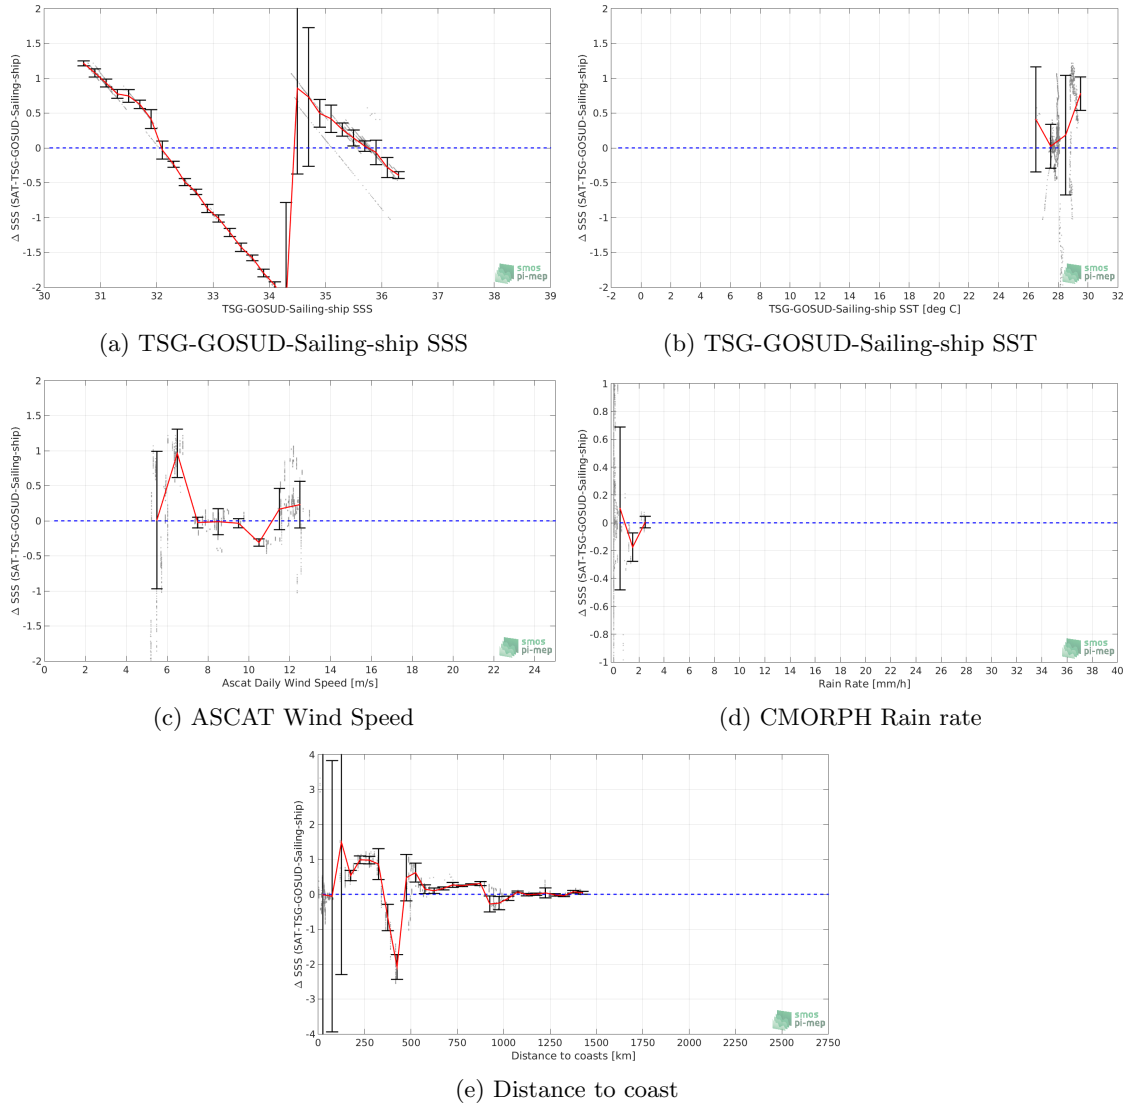 2
1.5
1
0.5
0
-0.5
-1
-1.5
-2
Δ SSS (SAT-TSG-GOSUD-Sailing-ship)
30 31 32 33 34 35 36 37 38 39
TSG-GOSUD-Sailing-ship SSS
smos
pi-mep
(a) TSG-GOSUD-Sailing-ship SSS
2
1.5
1
0.5
0
-0.5
-1
-1.5
-2
Δ SSS (SAT-TSG-GOSUD-Sailing-ship)
-2 0 2 4 6 8 10 12 14 16 18 20 22 24 26 28 30 32
TSG-GOSUD-Sailing-ship SST [deg C]
smos
pi-mep
(b) TSG-GOSUD-Sailing-ship SST
2
1.5
1
0.5
0
-0.5
-1
-1.5
-2
Δ SSS (SAT-TSG-GOSUD-Sailing-ship)
0 2 4 6 8 10 12 14 16 18 20 22 24
Ascat Daily Wind Speed [m/s]
smos
pi-mep
(c) ASCAT Wind Speed
1
0.8
0.6
0.4
0.2
0
-0.2
-0.4
-0.6
-0.8
-1
Δ SSS (SAT-TSG-GOSUD-Sailing-ship)
0 2 4 6 8 10 12 14 16 18 20 22 24 26 28 30 32 34 36 38 40
Rain Rate [mm/h]
smos
pi-mep
(d) CMORPH Rain rate
4
3
2
1
0
-1
-2
-3
-4
Δ SSS (SAT-TSG-GOSUD-Sailing-ship)
0 250 500 750 1000 1250 1500 1750 2000 2250 2500 2750
Distance to coasts [km]
smos
pi-mep
(e) Distance to coast